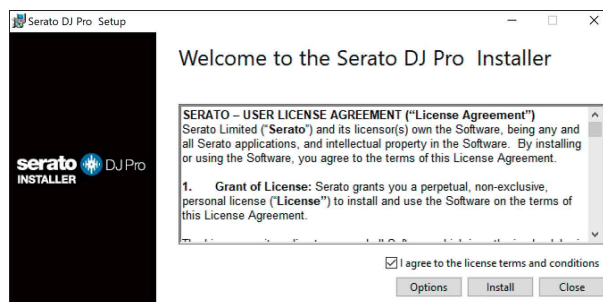 Serato DJ Pro Setup
Welcome to the Serato DJ Pro Installer
SERATO – USER LICENSE AGREEMENT (“License Agreement”)
Serato Limited (“Serato”) and its licensor(s) own the Software, being any and
all Serato applications, and intellectual property in the Software. By installing
or using the Software, you agree to the terms of this License Agreement.
1. Grant of License: Serato grants you a perpetual, non-exclusive,
personal license (“License”) to install and use the Software on the terms of
this License Agreement.
serato DJ Pro
INSTALLER
I agree to the license terms and conditions
Options Install Close